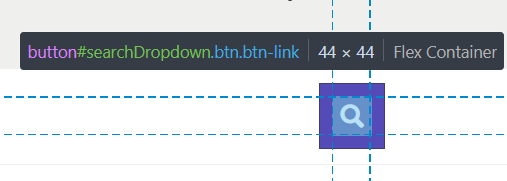 button#searchDropdown.btn.btn-link 44 × 44 Flex Container